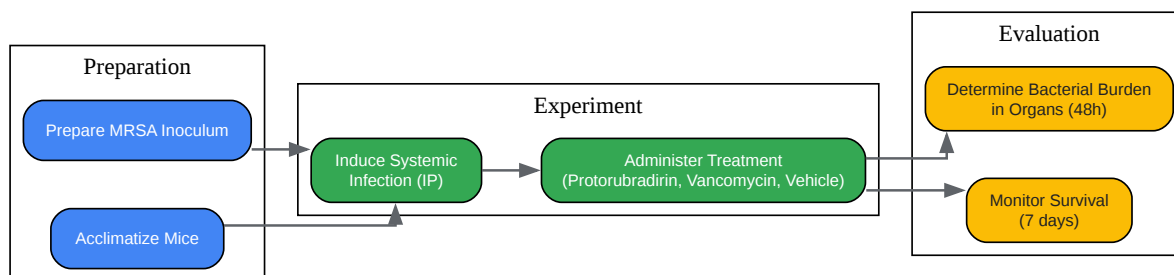 Preparation
Prepare MRSA Inoculum
Acclimatize Mice
Experiment
Induce Systemic
Infection (IP)
Administer Treatment
(Protorubradirin, Vancomycin, Vehicle)
Evaluation
Determine Bacterial Burden
in Organs (48h)
Monitor Survival
(7 days)